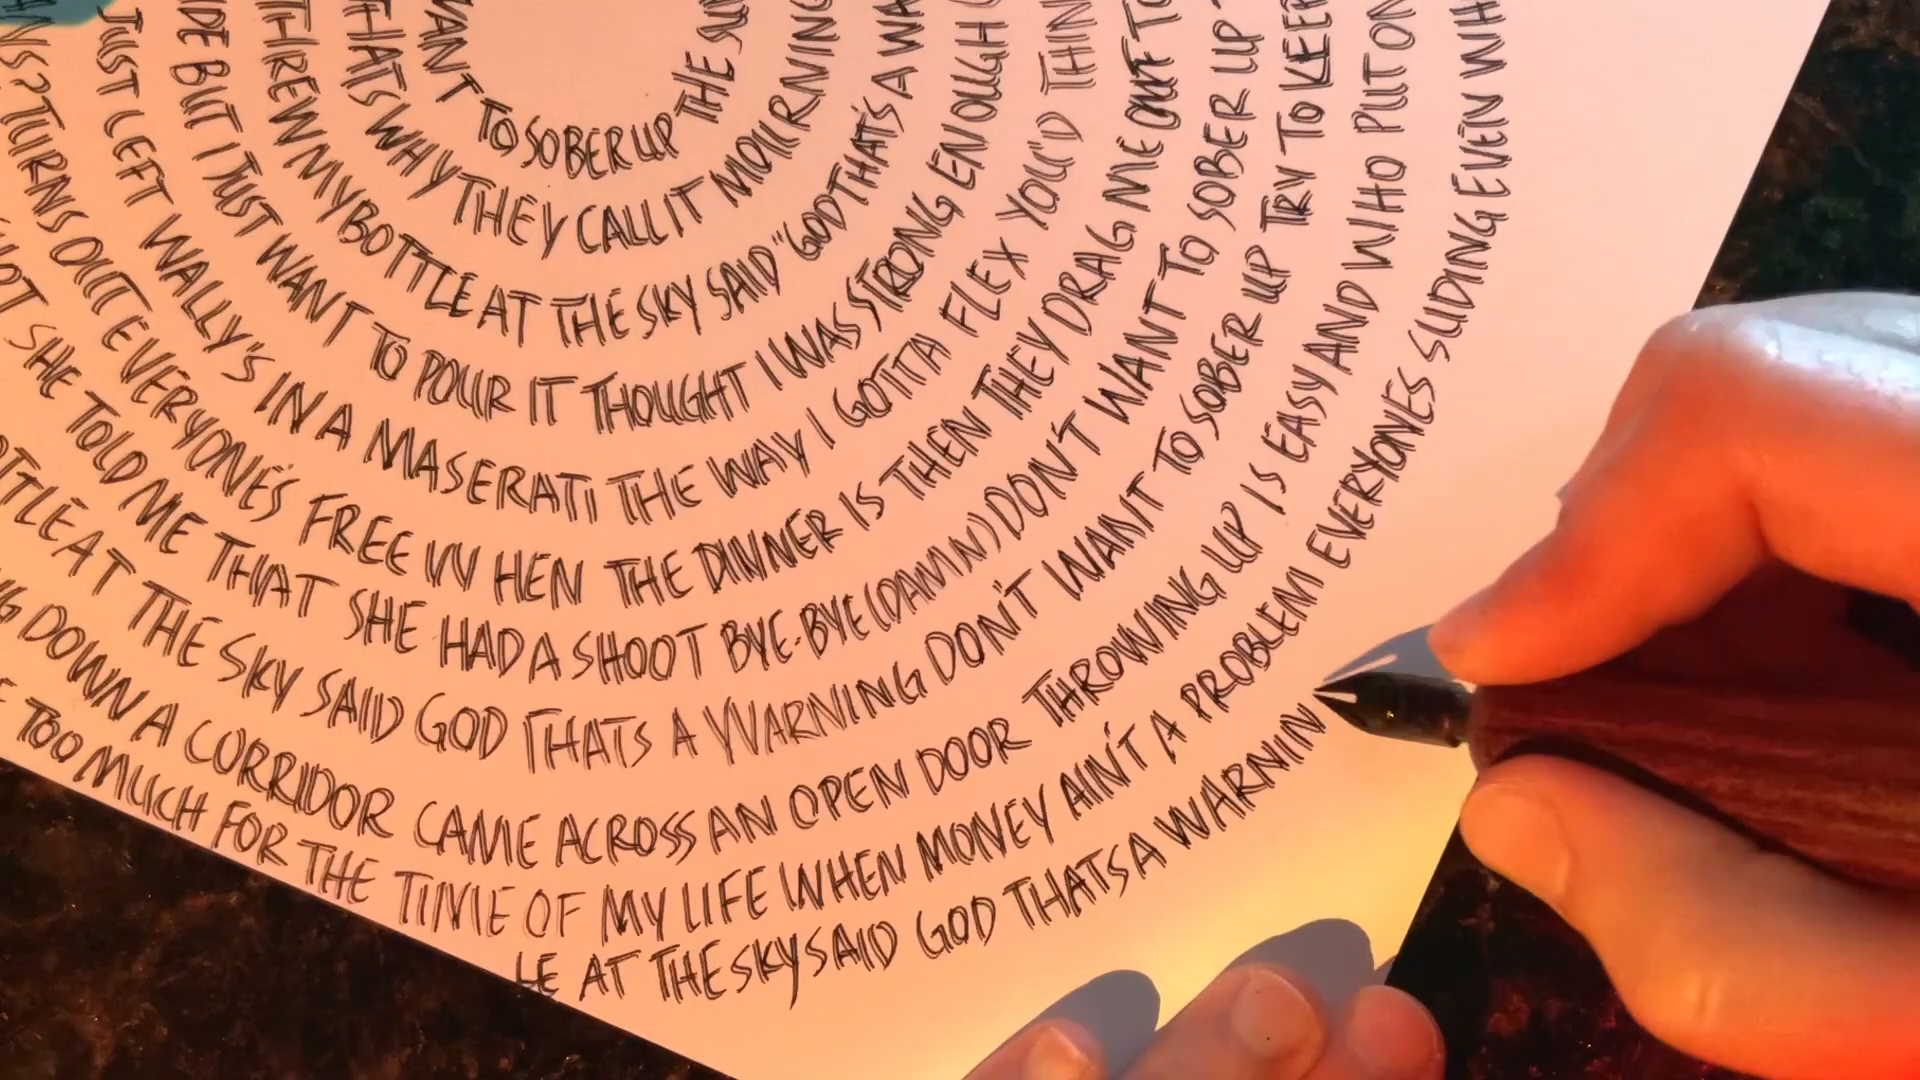 WANT TO SOBER UP THE SUN
THATS WHY THEY CALL IT MOURNING
THREW MY BOTTLE AT THE SKY SAID "GOD THAT'S A WA
BUT I JUST WANT TO POUR IT THOUGHT I WAS STRONG ENOUGH
JUST LEFT WALLY'S IN A MASERATI THE WAY I GOTTA FLEX YOU'D THIN
TURNS OUT EVERYONE'S FREE WHEN THE DINNER IS THEN THEY DRAG ME OUT TO
SHE TOLD ME THAT SHE HAD A SHOOT BYE-BYE (DAMN) DON'T WANT TO SOBER UP
AT THE SKY SAID GOD THATS A WARNING DON'T WANT TO SOBER UP TRY TO KEEP
DOWN A CORRIDOR CAME ACROSS AN OPEN DOOR THROWING UP IS EASY AND WHO PUT ON
TOO MUCH FOR THE TIME OF MY LIFE WHEN MONEY AIN'T A PROBLEM EVERYONES SLIDING EVEN WH
LE AT THE SKY SAID GOD THATS A WARNIN